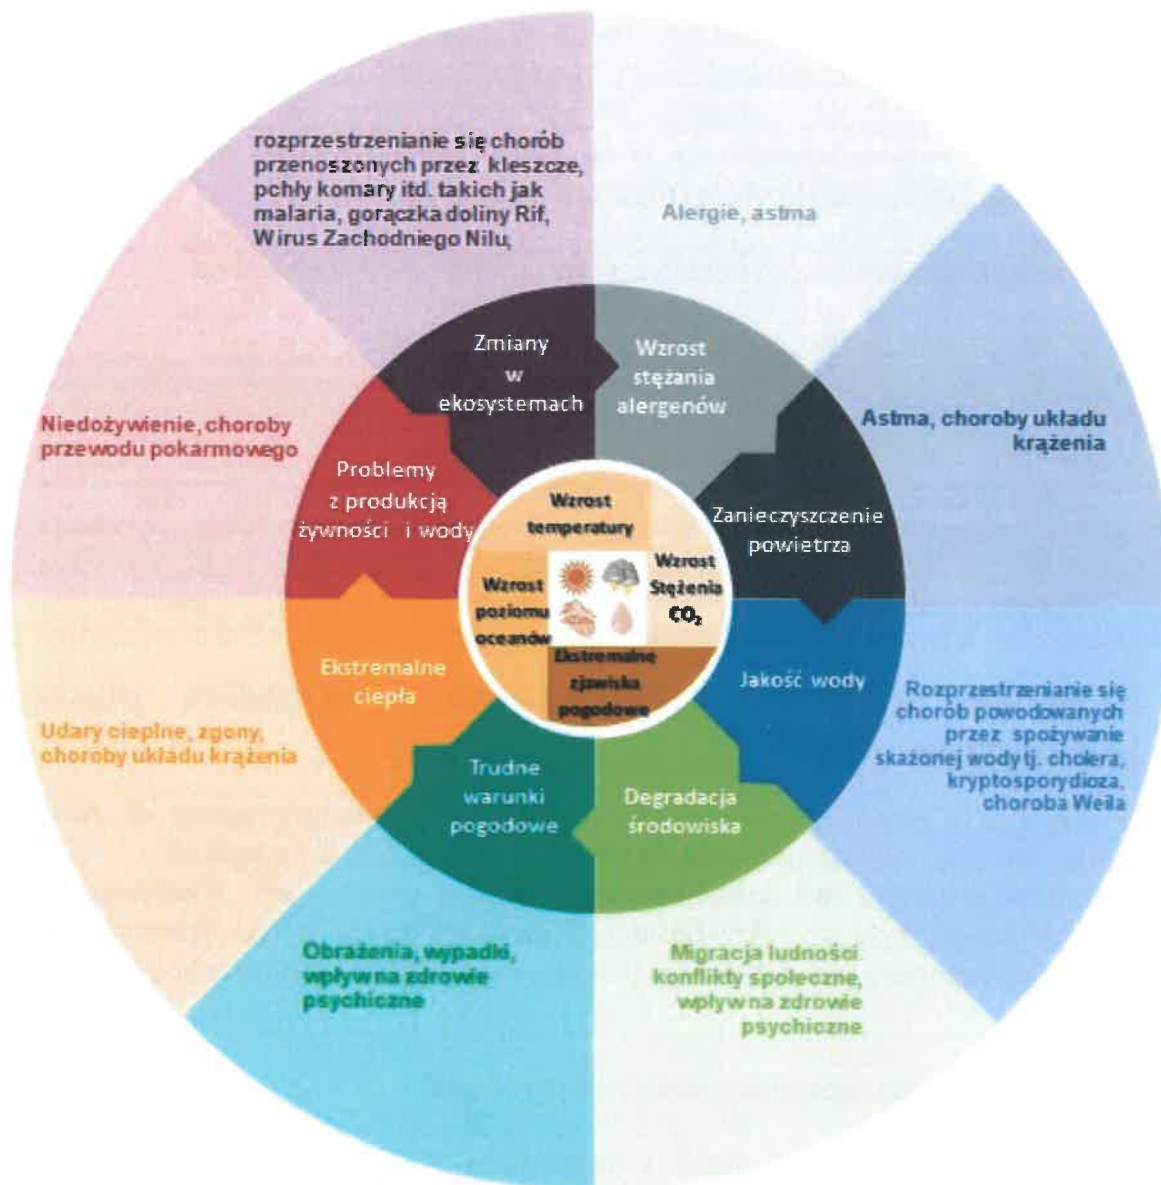 rozprzestrzenianie się chorób
przenoszonych przez kleszcze,
pchły komary itd. takich jak
malaria, gorączka doliny Rif,
Wirus Zachodniego Nilu,
Alergie, astma
Astma, choroby układu
krążenia
Rozprzestrzenianie się
chorób powodowanych
przez spożywanie
skażonej wody tj. cholera,
kryptosporydioza,
choroba Weila
Migracja ludności.
konflikty społeczne,
wpływ na zdrowie
psychiczne
Obrażenia, wypadki,
wpływ na zdrowie
psychiczne
Udary cieplne, zgony,
choroby układu krążenia
Niedożywienie, choroby
przewodu pokarmowego
Zmiany
w
ekosystemach
Wzrost
stężania
alergenów
Zanieczyszczenie
powietrza
Jakość wody
Degradacja
środowiska
Trudne
warunki
pogodowe
Ekstremalne
ciepła
Problemy
z produkcją
żywności i wody
Wzrost
temperatury
Wzrost
Stężenia
CO₂
Ekstremalne
zjawiska
pogodowe
Wzrost
poziomu
oceanów